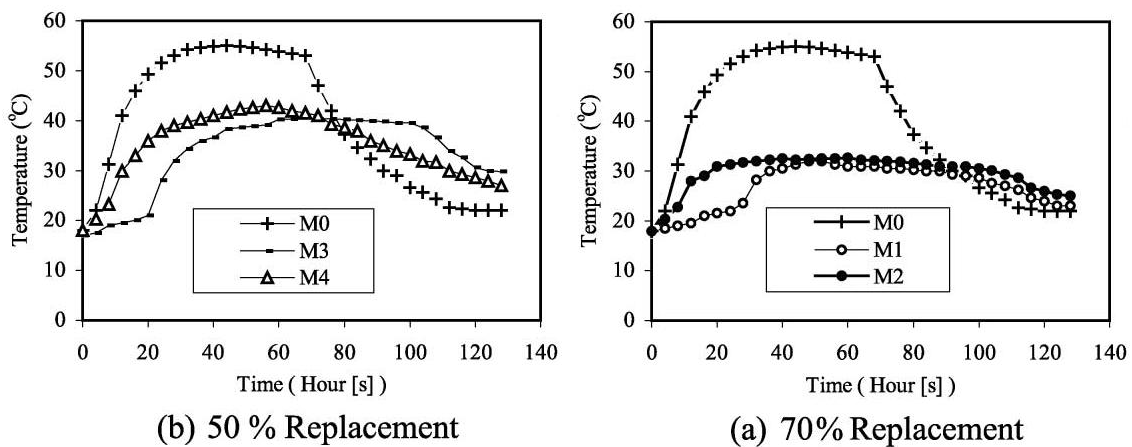 60
50
40
30
20
10
0
Temperature (°C)
M0
M3
M4
0 20 40 60 80 100 120 140
Time ( Hour [s] )
(b) 50 % Replacement
60
50
40
30
20
10
0
Temperature (°C)
M0
M1
M2
0 20 40 60 80 100 120 140
Time ( Hour [s] )
(a) 70% Replacement